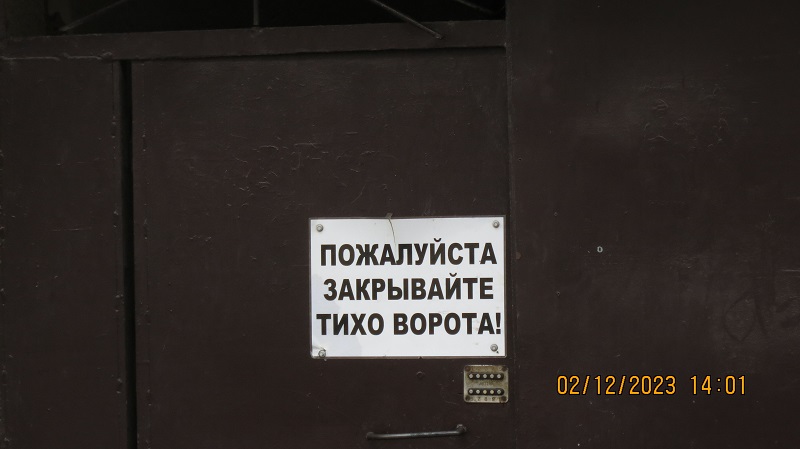 ПОЖАЛУЙСТА
ЗАКРЫВАЙТЕ
ТИХО ВОРОТА!
02/12/2023 14:01